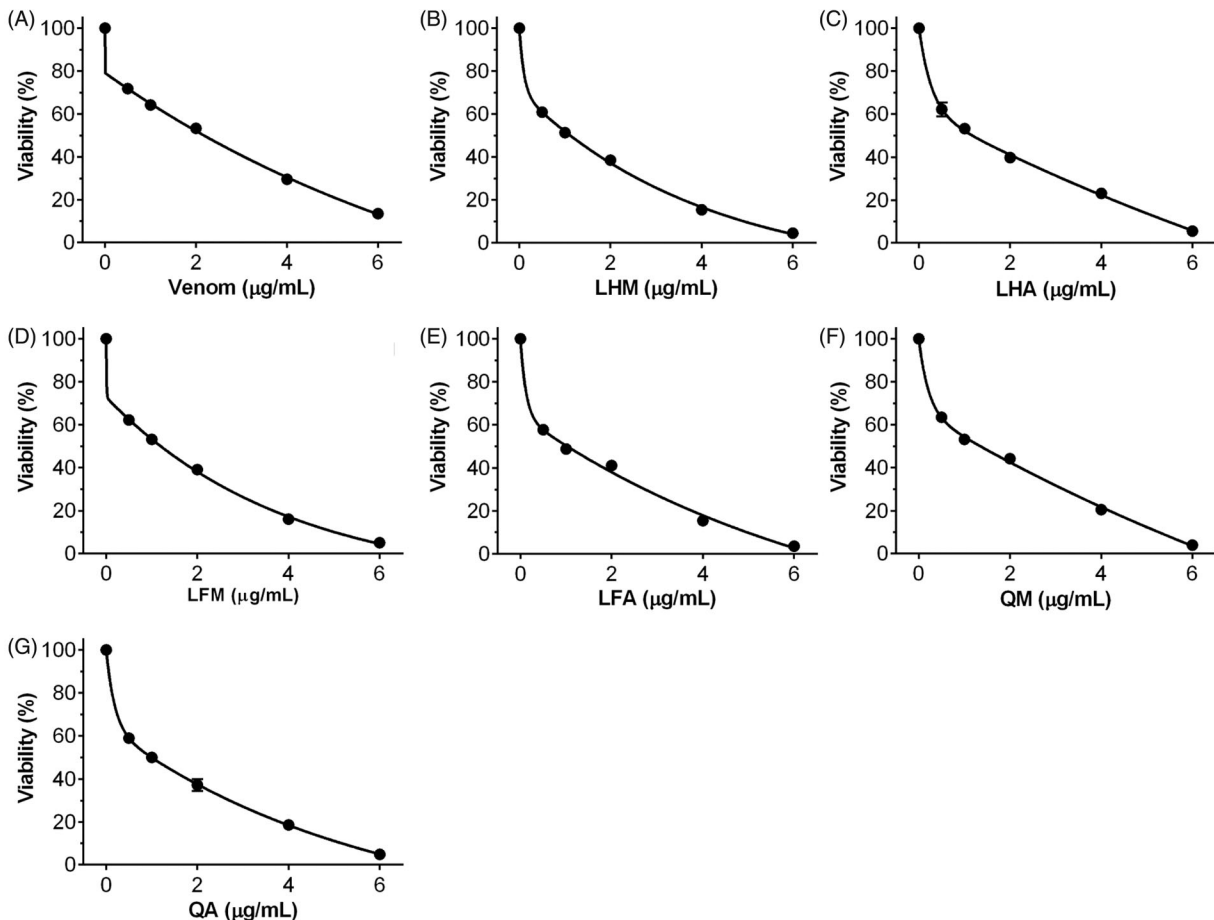 (A)
Viability (%)
100
80
60
40
20
0
0 2 4 6
Venom (μg/mL)
(B)
Viability (%)
100
80
60
40
20
0
0 2 4 6
LHM (μg/mL)
(C)
Viability (%)
100
80
60
40
20
0
0 2 4 6
LHA (μg/mL)
(D)
Viability (%)
100
80
60
40
20
0
0 2 4 6
LFM (μg/mL)
(E)
Viability (%)
100
80
60
40
20
0
0 2 4 6
LFA (μg/mL)
(F)
Viability (%)
100
80
60
40
20
0
0 2 4 6
QM (μg/mL)
(G)
Viability (%)
100
80
60
40
20
0
0 2 4 6
QA (μg/mL)